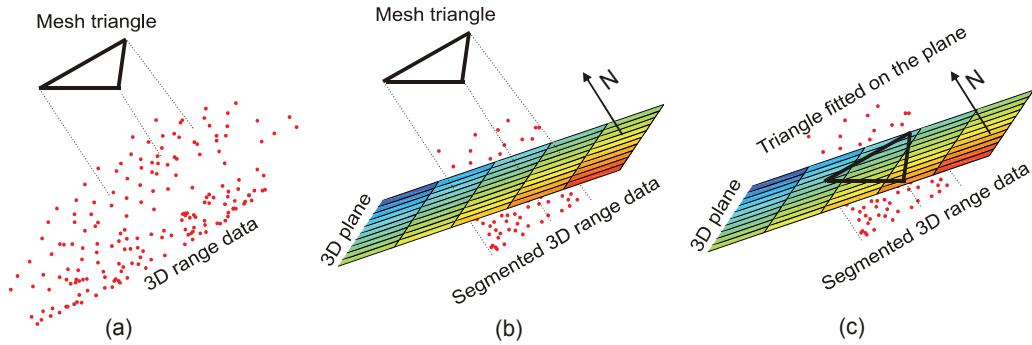 Mesh triangle
3D range data
(a)
Mesh triangle
N
3D plane
Segmented 3D range data
(b)
Triangle fitted on the plane
N
3D plane
Segmented 3D range data
(c)